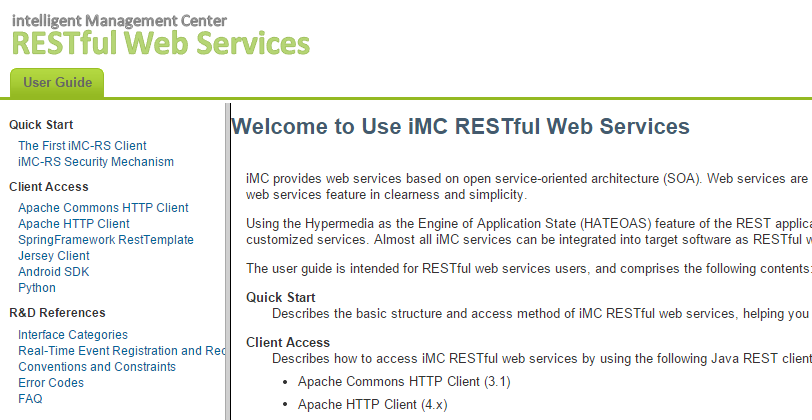 intelligent Management Center
RESTful Web Services
User Guide
Quick Start
The First iMC-RS Client
iMC-RS Security Mechanism
Client Access
Apache Commons HTTP Client
Apache HTTP Client
SpringFramework RestTemplate
Jersey Client
Android SDK
Python
R&D References
Interface Categories
Real-Time Event Registration and Rec
Conventions and Constraints
Error Codes
FAQ
Welcome to Use iMC RESTful Web Services
iMC provides web services based on open service-oriented architecture (SOA). Web services are
web services feature in clearness and simplicity.
Using the Hypermedia as the Engine of Application State (HATEOAS) feature of the REST applica
customized services. Almost all iMC services can be integrated into target software as RESTful w
The user guide is intended for RESTful web services users, and comprises the following contents:
Quick Start
Describes the basic structure and access method of iMC RESTful web services, helping you
Client Access
Describes how to access iMC RESTful web services by using the following Java REST client
• Apache Commons HTTP Client (3.1)
• Apache HTTP Client (4.x)